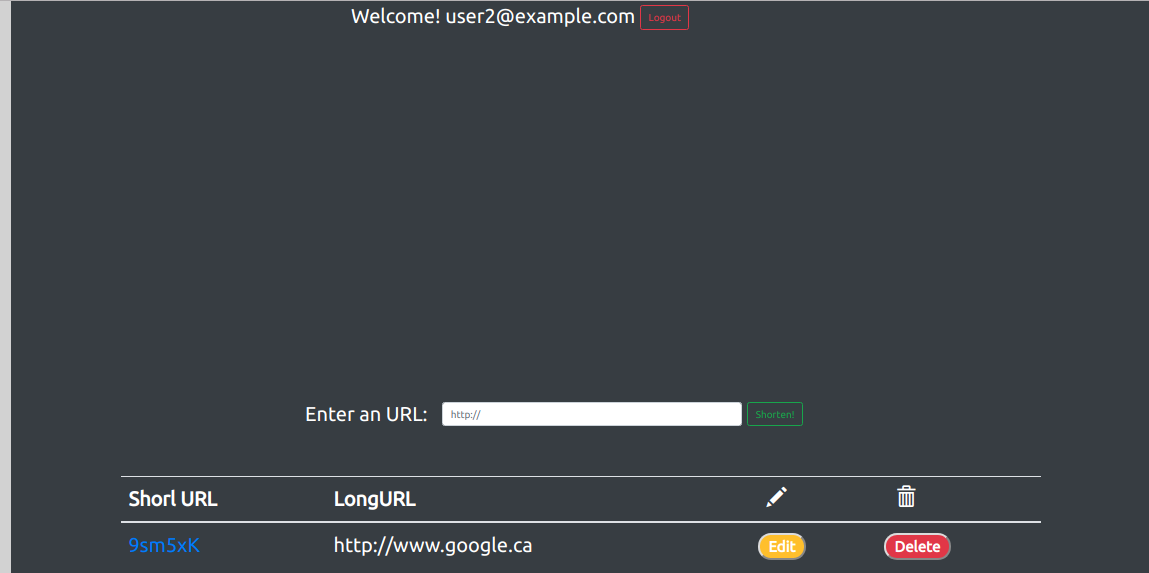 Welcome! user2@example.com Logout
Enter an URL: http:// Shorten!
Shorl URL LongURL
9sm5xK http://www.google.ca Edit Delete